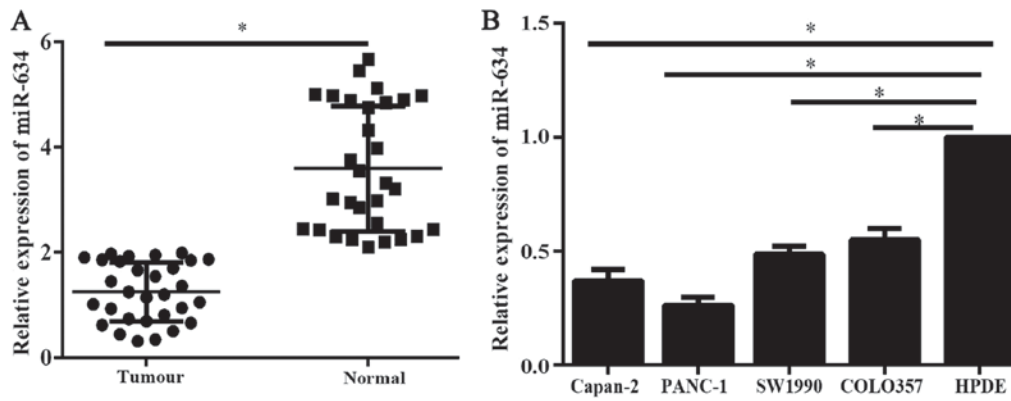 A
Relative expression of miR-634
6
4
2
0
*
Tumour Normal
B
Relative expression of miR-634
1.5
1.0
0.5
0.0
*
*
*
*
Capan-2 PANC-1 SW1990 COLO357 HPDE